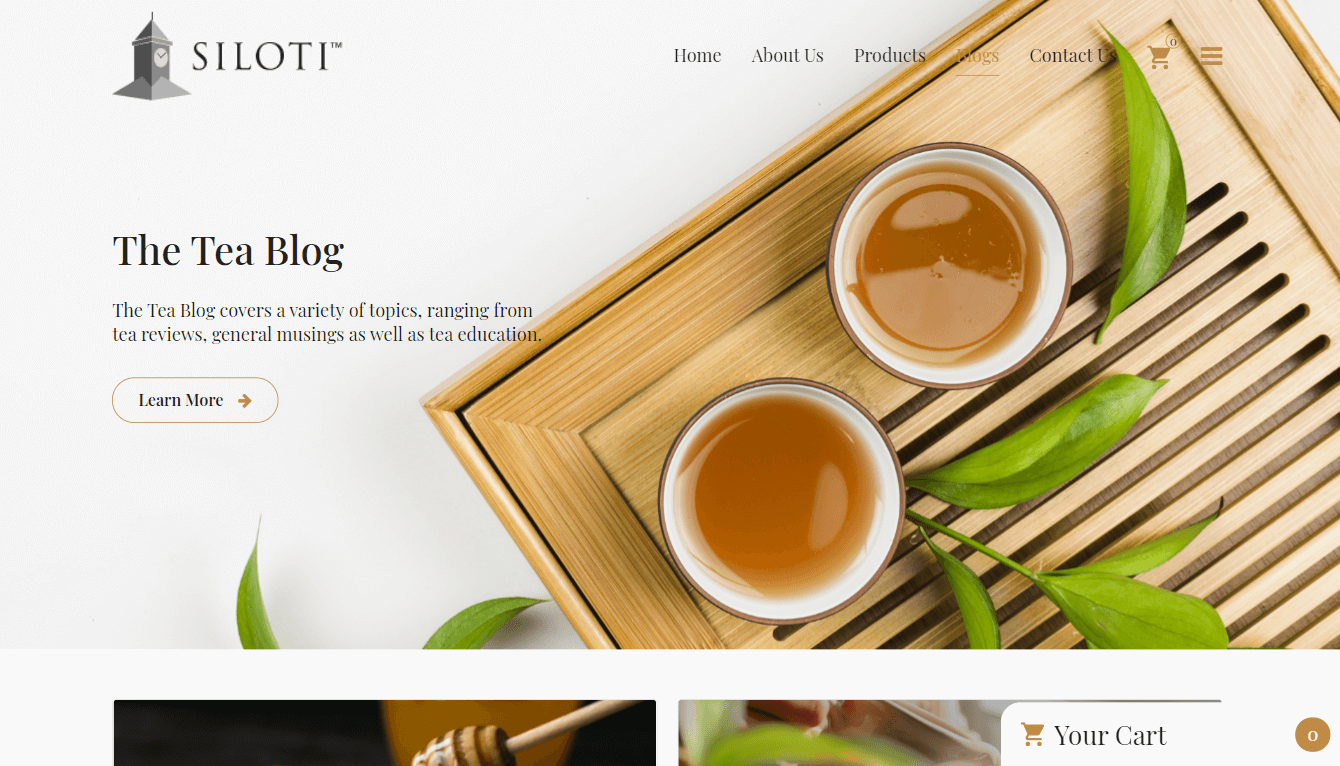 SILOTI™
Home About Us Products Blogs Contact Us 0
The Tea Blog
The Tea Blog covers a variety of topics, ranging from
tea reviews, general musings as well as tea education.
Learn More
Your Cart 0